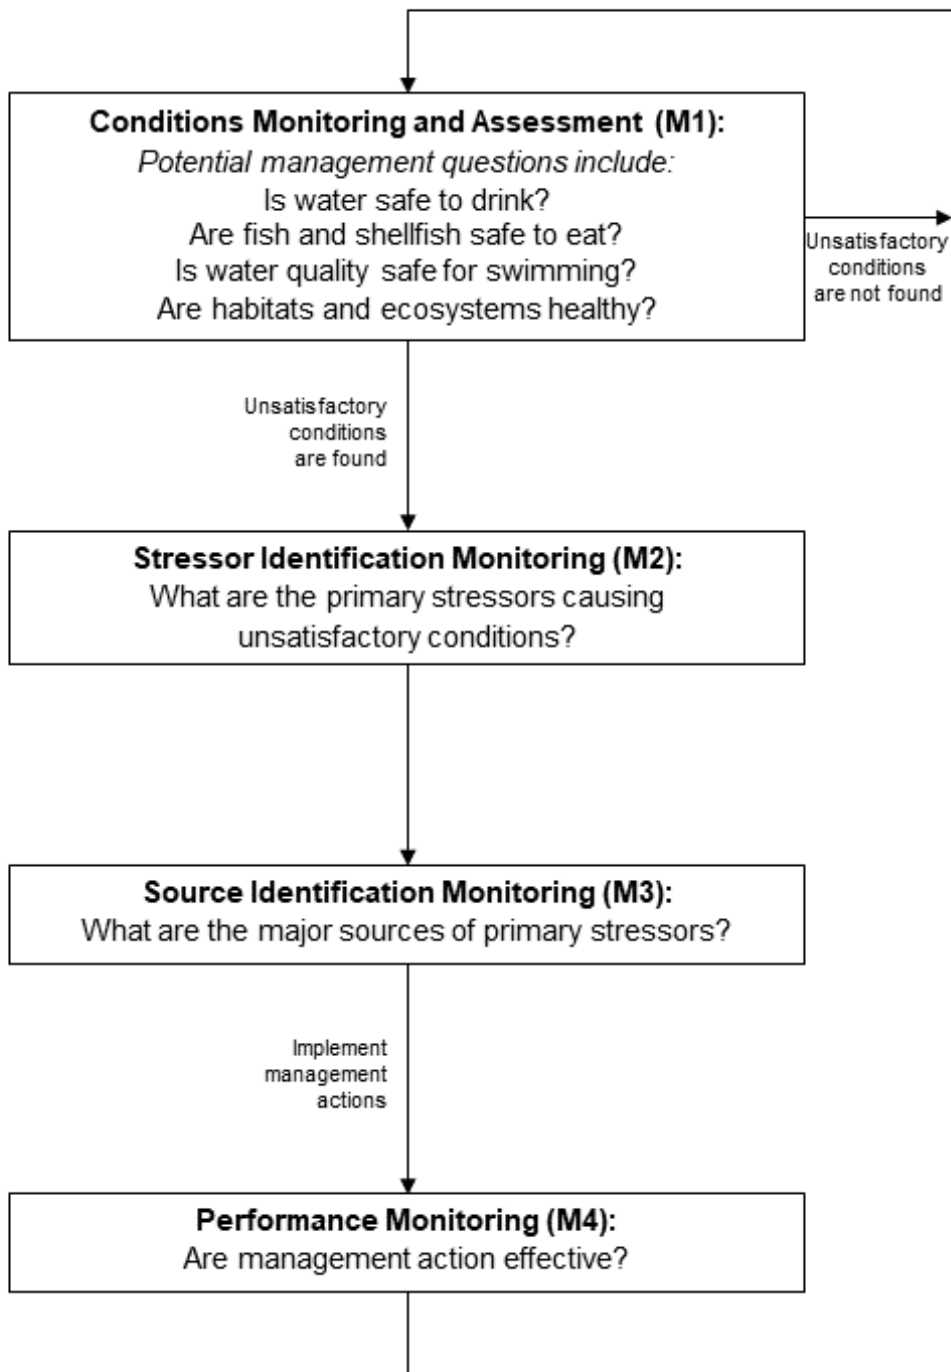 Conditions Monitoring and Assessment (M1):
Potential management questions include:
Is water safe to drink?
Are fish and shellfish safe to eat?
Is water quality safe for swimming?
Are habitats and ecosystems healthy?
Unsatisfactory
conditions
are not found
Unsatisfactory
conditions
are found
Stressor Identification Monitoring (M2):
What are the primary stressors causing
unsatisfactory conditions?
Source Identification Monitoring (M3):
What are the major sources of primary stressors?
Implement
management
actions
Performance Monitoring (M4):
Are management action effective?